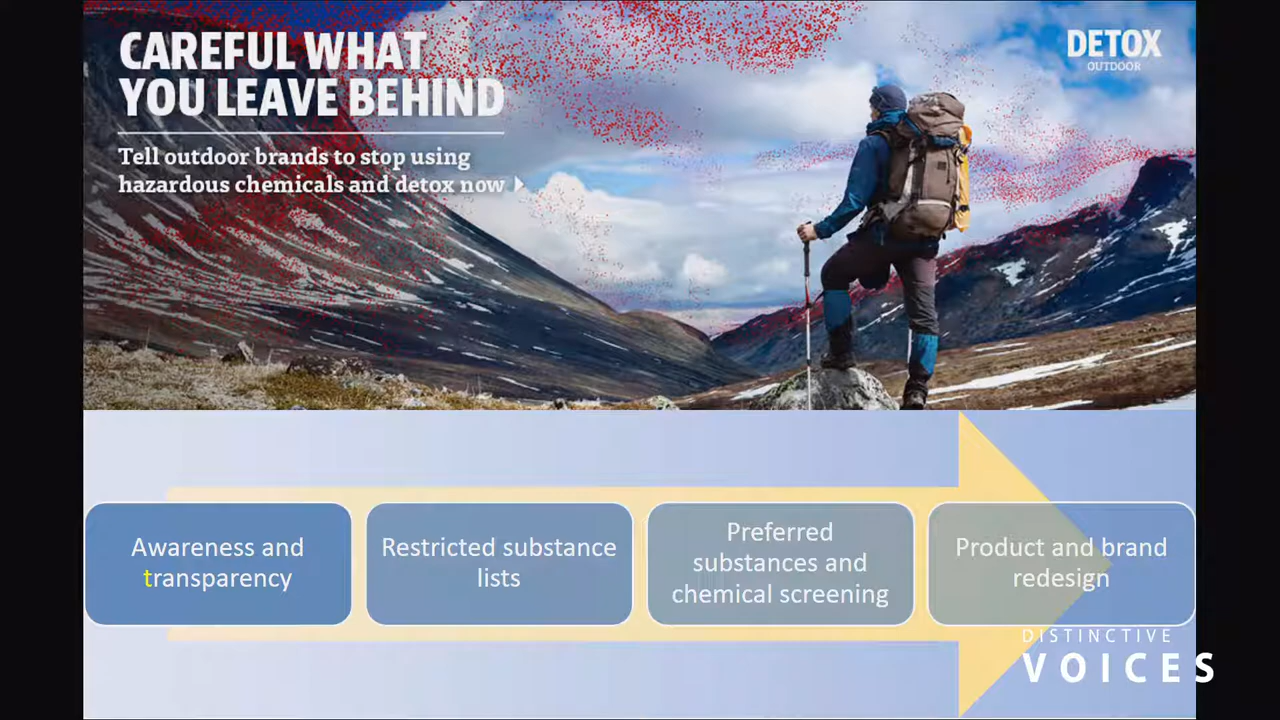 CAREFUL WHAT
YOU LEAVE BEHIND
Tell outdoor brands to stop using
hazardous chemicals and detox now
DETOX
OUTDOOR
Awareness and
transparency
Restricted substance
lists
Preferred
substances and
chemical screening
Product and brand
redesign
DISTINCTIVE
VOICES